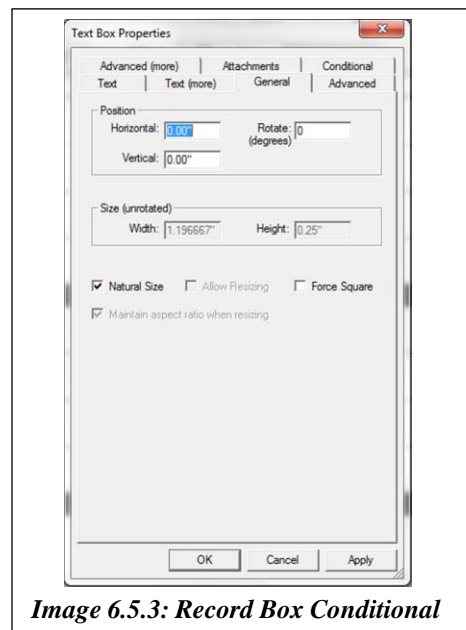 Text Box Properties
Advanced (more) Attachments Conditional
Text Text (more) General Advanced
Position
Horizontal: 0.00" Rotate: 0
(degrees)
Vertical: 0.00"
Size (unrotated)
Width: 1.196667" Height: 0.25"
Natural Size Allow Resizing Force Square
Maintain aspect ratio when resizing
OK Cancel Apply
Image 6.5.3: Record Box Conditional